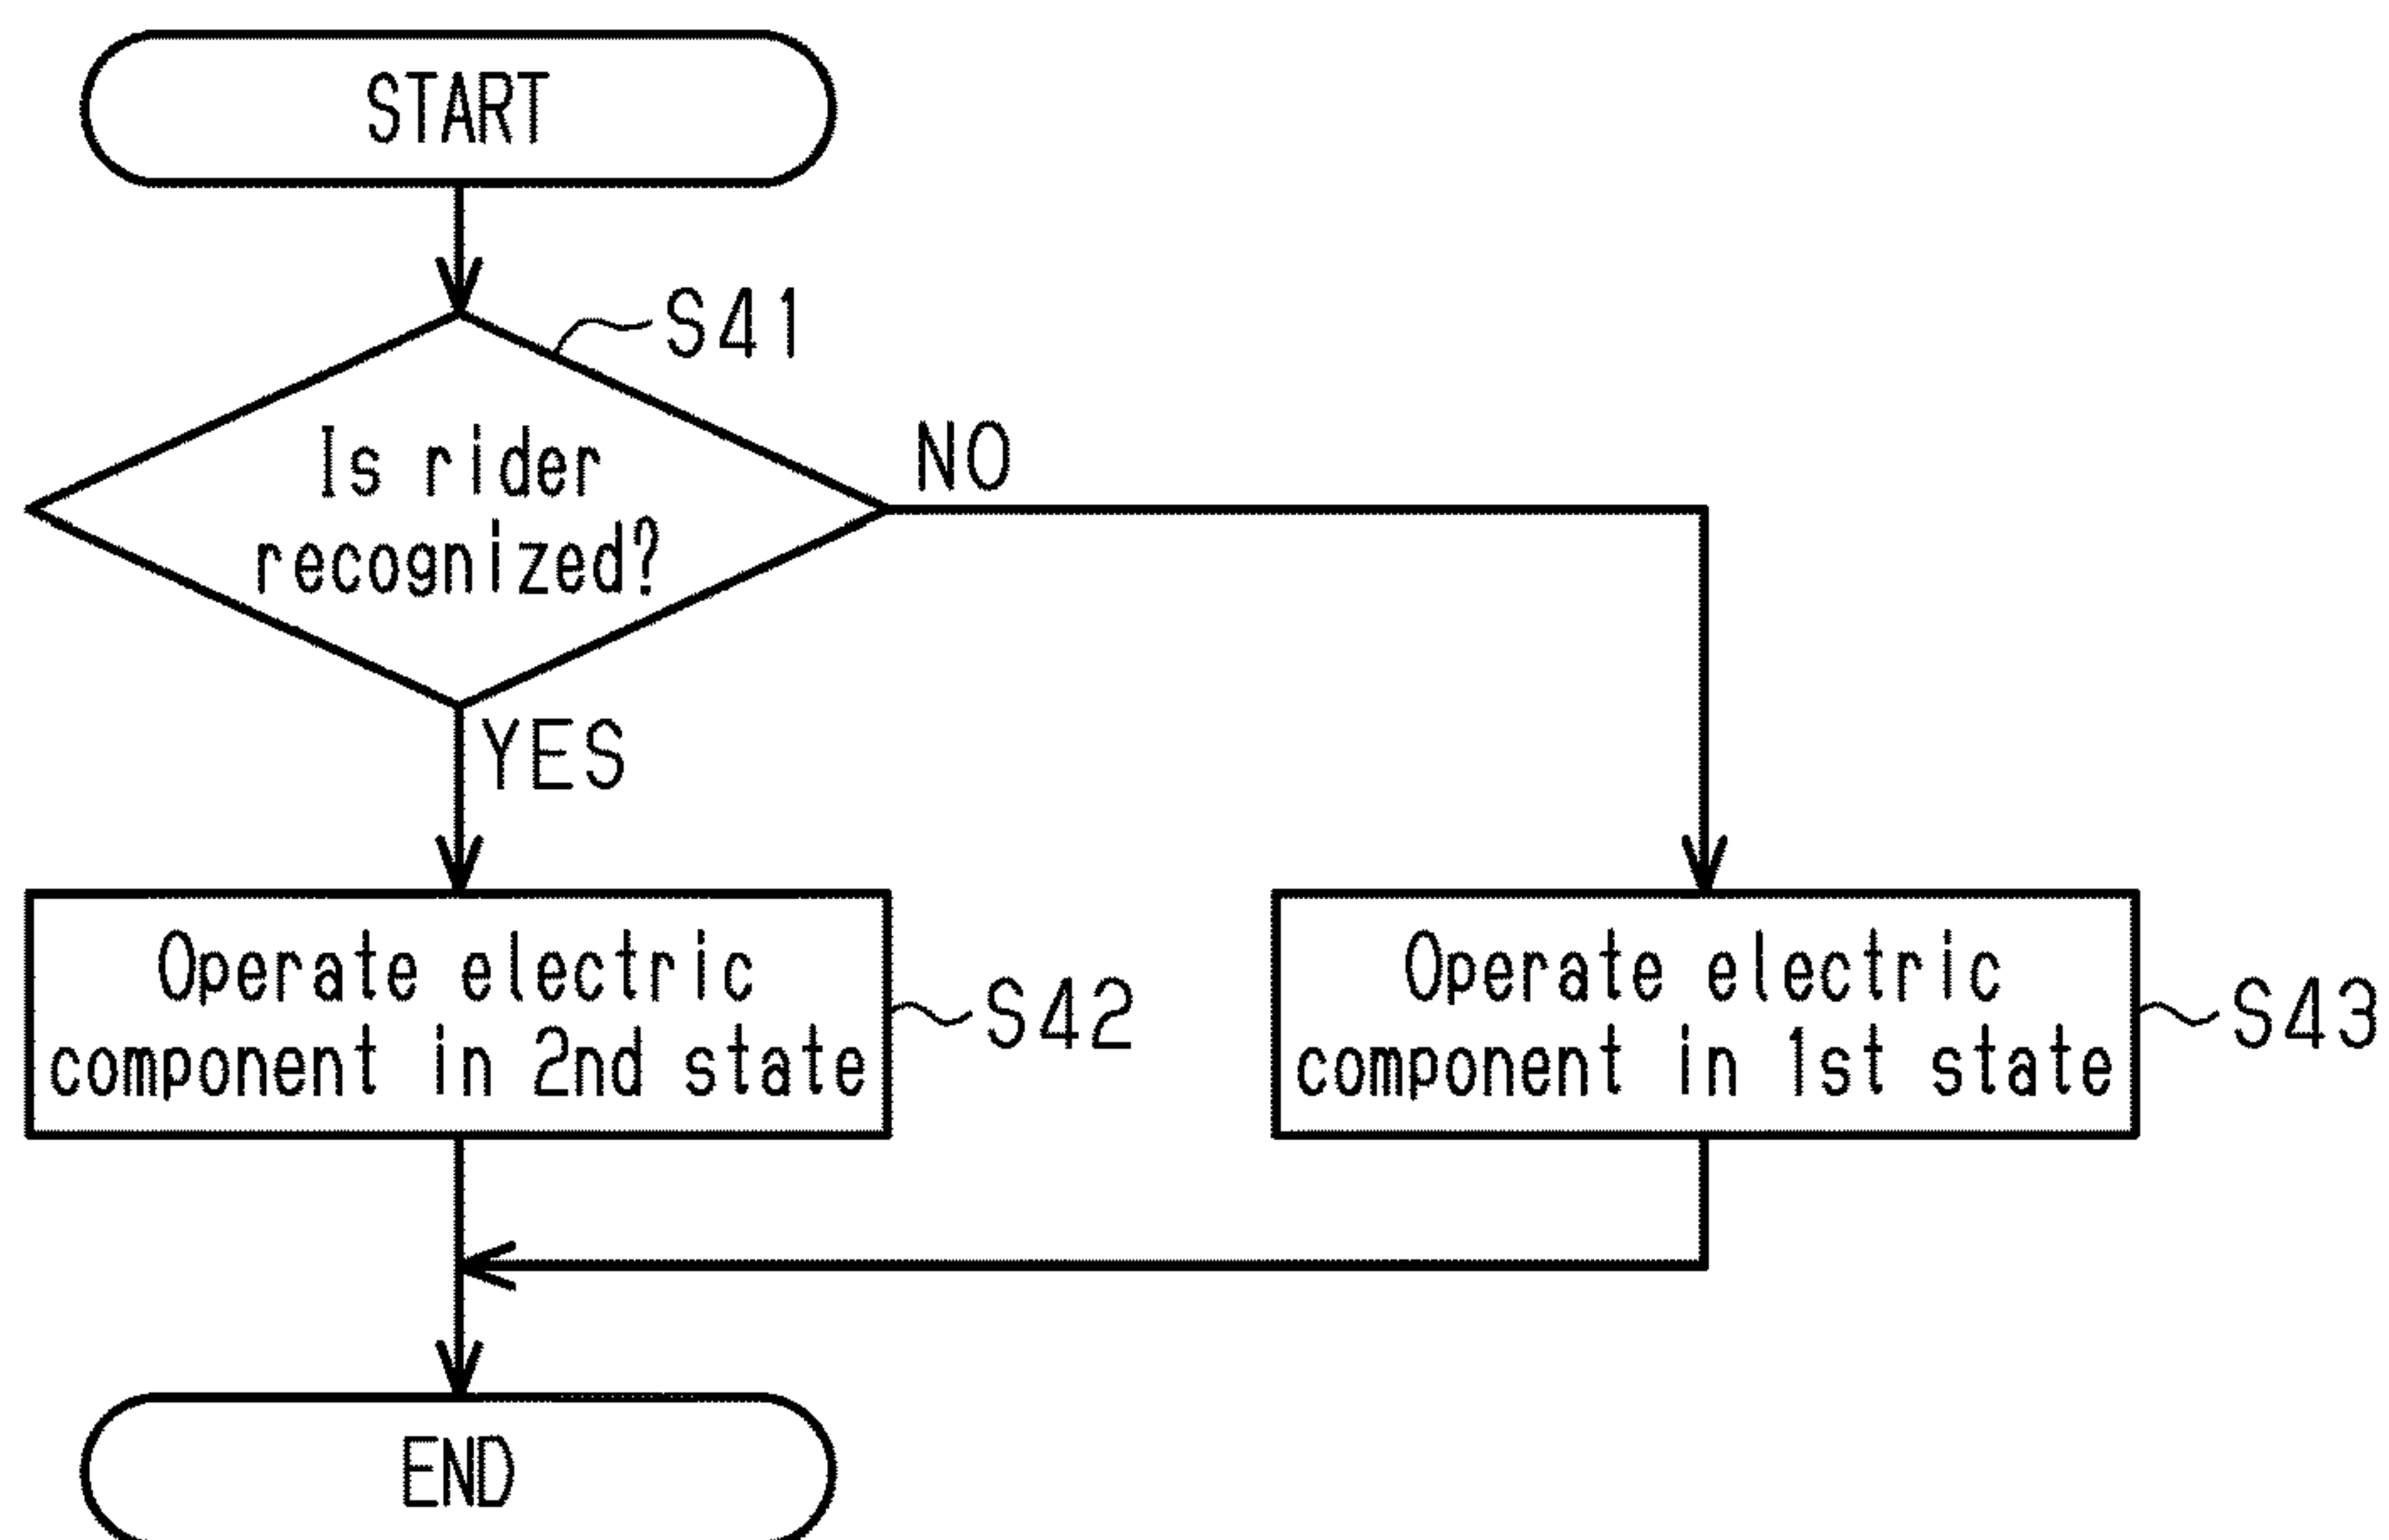 START
S41
Is rider
recognized?
NO
YES
Operate electric
component in 2nd state
S42
Operate electric
component in 1st state
S43
END